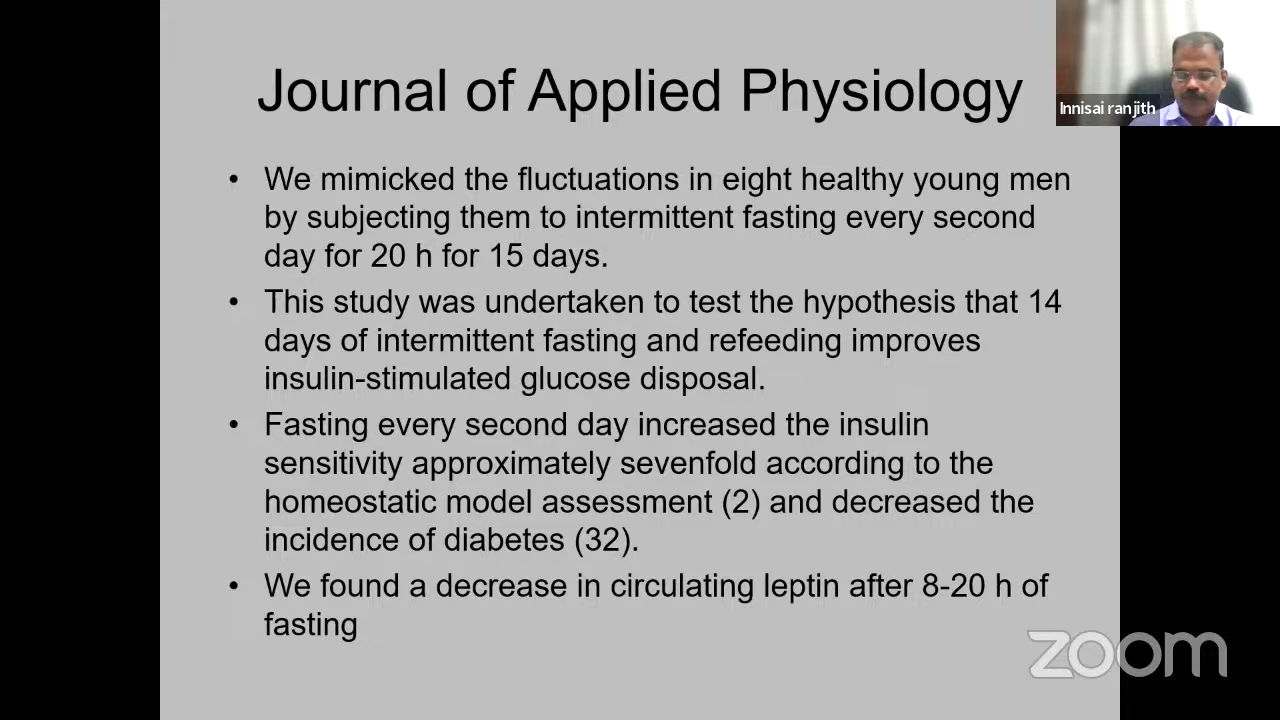 Journal of Applied Physiology
Innisai ranjith
• We mimicked the fluctuations in eight healthy young men
by subjecting them to intermittent fasting every second
day for 20 h for 15 days.
• This study was undertaken to test the hypothesis that 14
days of intermittent fasting and refeeding improves
insulin-stimulated glucose disposal.
• Fasting every second day increased the insulin
sensitivity approximately sevenfold according to the
homeostatic model assessment (2) and decreased the
incidence of diabetes (32).
• We found a decrease in circulating leptin after 8-20 h of
fasting
zoom